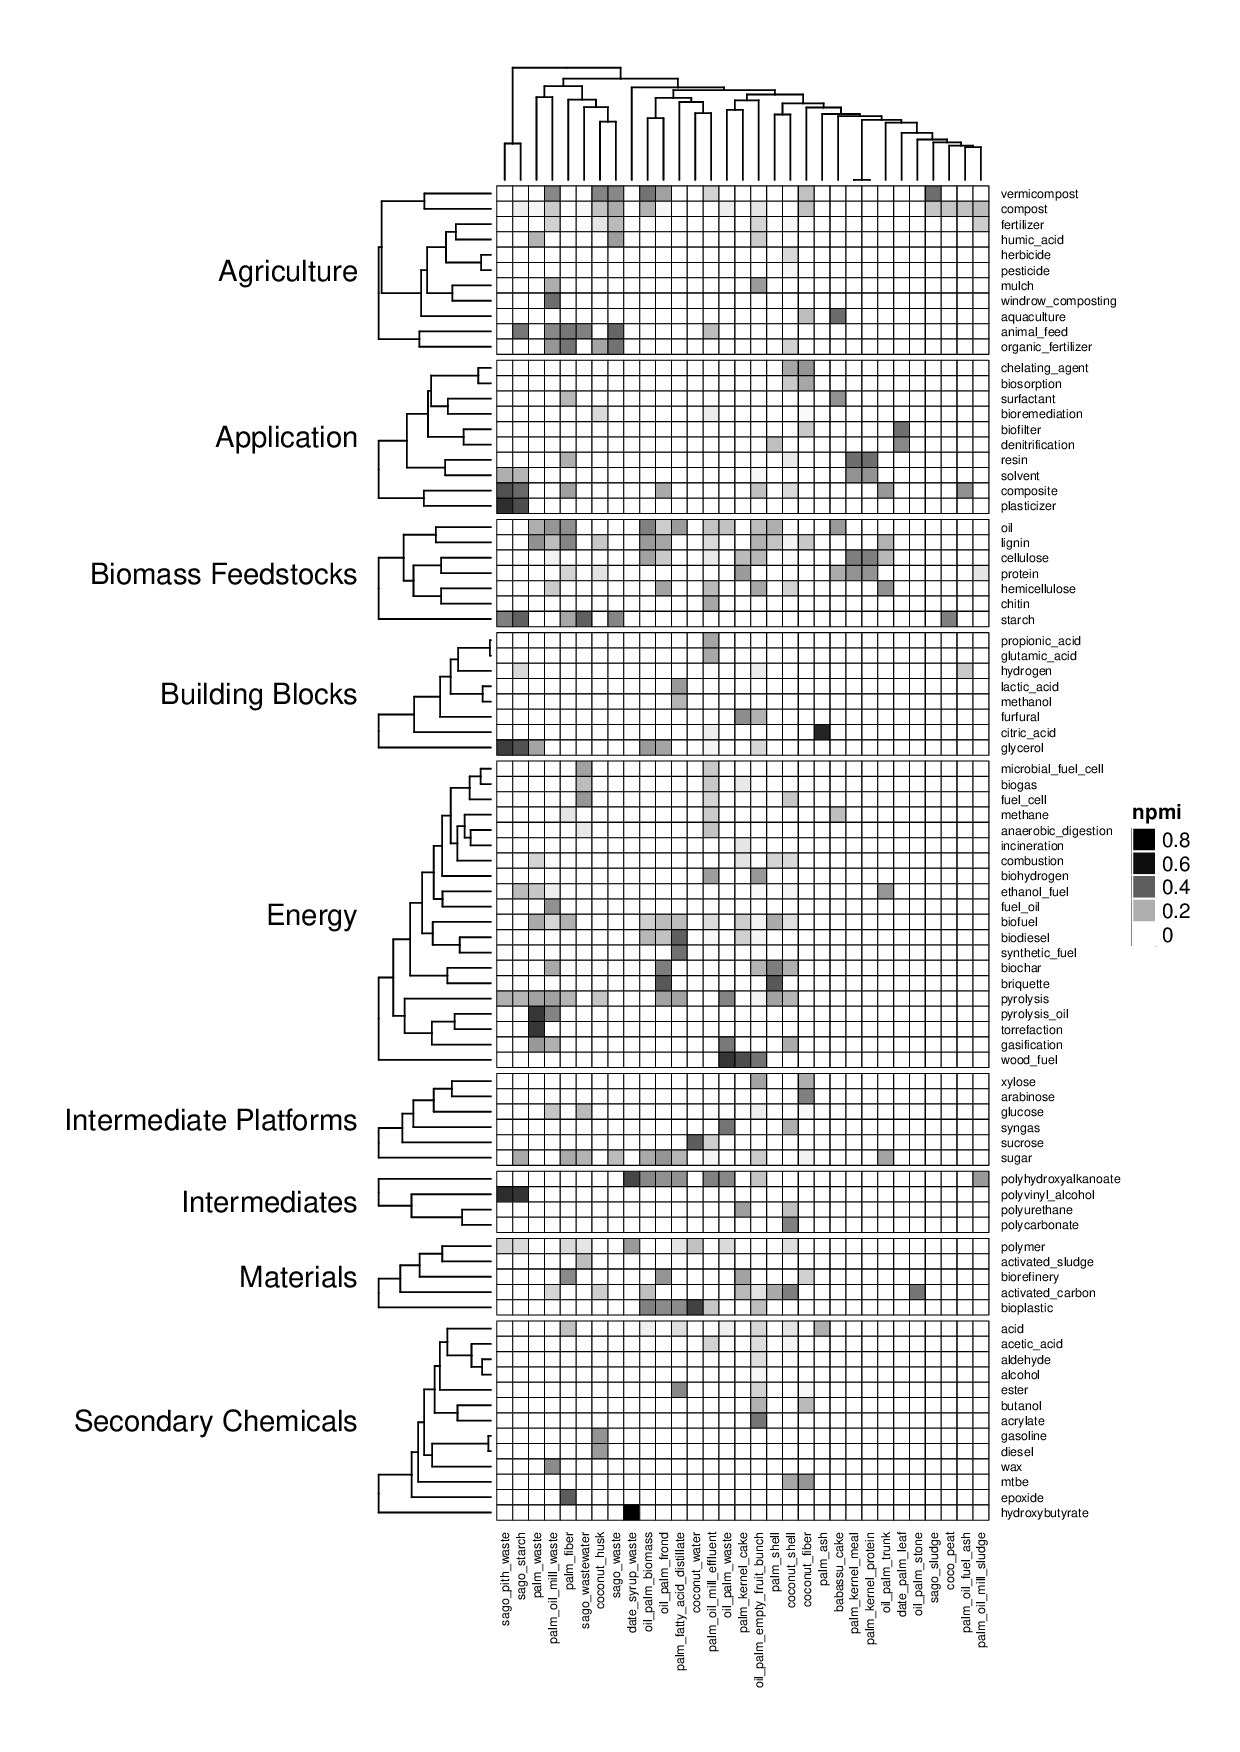 Agriculture
vermicompost
compost
fertilizer
humic_acid
herbicide
pesticide
mulch
windrow_composting
aquaculture
animal_feed
organic_fertilizer
Application
chelating_agent
biosorption
surfactant
bioremediation
biofilter
denitrification
resin
solvent
composite
plasticizer
Biomass Feedstocks
oil
lignin
cellulose
protein
hemicellulose
chitin
starch
Building Blocks
propionic_acid
glutamic_acid
hydrogen
lactic_acid
methanol
furfural
citric_acid
glycerol
Energy
microbial_fuel_cell
biogas
fuel_cell
methane
anaerobic_digestion
incineration
combustion
biohydrogen
ethanol_fuel
fuel_oil
biofuel
biodiesel
synthetic_fuel
biochar
briquette
pyrolysis
pyrolysis_oil
torrefaction
gasification
wood_fuel
npmi
0.8
0.6
0.4
0.2
0
Intermediate Platforms
xylose
arabinose
glucose
syngas
sucrose
sugar
Intermediates
polyhydroxyalkanoate
polyvinyl_alcohol
polyurethane
polycarbonate
Materials
polymer
activated_sludge
biorefinery
activated_carbon
bioplastic
Secondary Chemicals
acid
acetic_acid
aldehyde
alcohol
ester
butanol
acrylate
gasoline
diesel
wax
mtbe
epoxide
hydroxybutyrate
sago_pith_waste
sago_starch
palm_waste
palm_oil_mill_waste
palm_fiber
sago_wastewater
coconut_husk
sago_waste
date_syrup_waste
oil_palm_biomass
oil_palm_frond
palm_fatty_acid_distillate
coconut_water
palm_oil_mill_effluent
oil_palm_waste
palm_kernel_cake
oil_palm_empty_fruit_bunch
palm_shell
coconut_shell
coconut_fiber
palm_ash
babassu_cake
palm_kernel_meal
palm_kernel_protein
oil_palm_trunk
date_palm_leaf
oil_palm_stone
sago_sludge
coco_peat
palm_oil_fuel_ash
palm_oil_mill_sludge